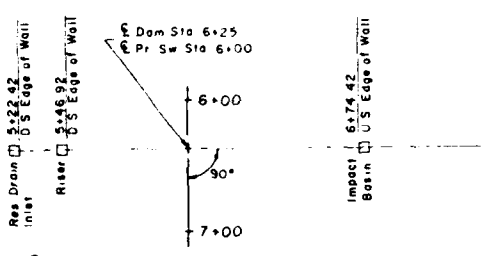 5+22.42
D S Edge of Wall
Res Drain
Inlet
5+46.92
D S Edge of Wall
Riser
℄ Dam Sta 6+25
℄ Pr Sw Sta 6+00
6+00
90°
7+00
6+74.42
U S Edge of Wall
Impact
Basin